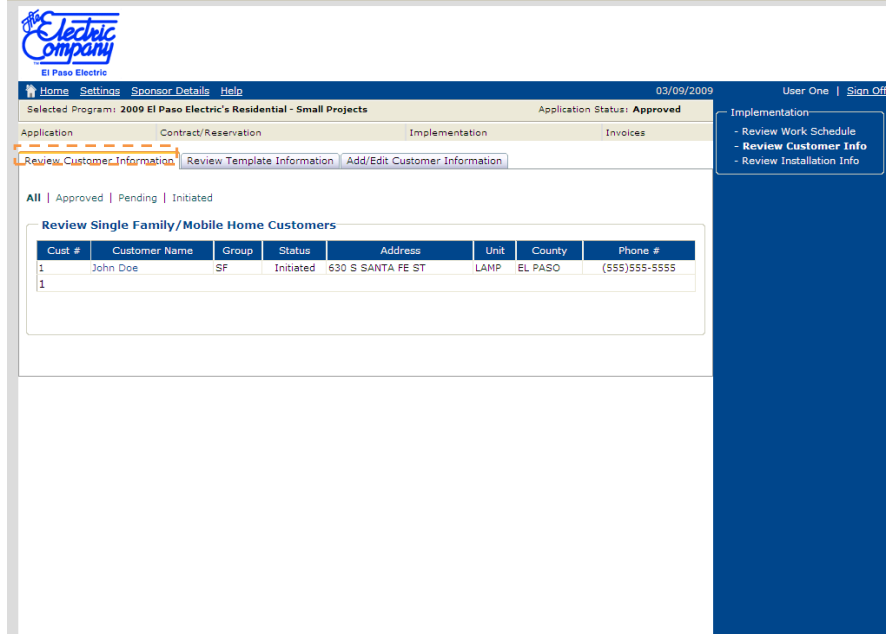 The
Electric
Company
TM
El Paso Electric
Home Settings Sponsor Details Help 03/09/2009 User One | Sign Off
Selected Program: 2009 El Paso Electric's Residential - Small Projects Application Status: Approved
Application Contract/Reservation Implementation Invoices
Review Customer Information Review Template Information Add/Edit Customer Information
All | Approved | Pending | Initiated
Review Single Family/Mobile Home Customers
Cust # Customer Name Group Status Address Unit County Phone #
1 John Doe SF Initiated 630 S SANTA FE ST LAMP EL PASO (555)555-5555
1
Implementation
- Review Work Schedule
- Review Customer Info
- Review Installation Info